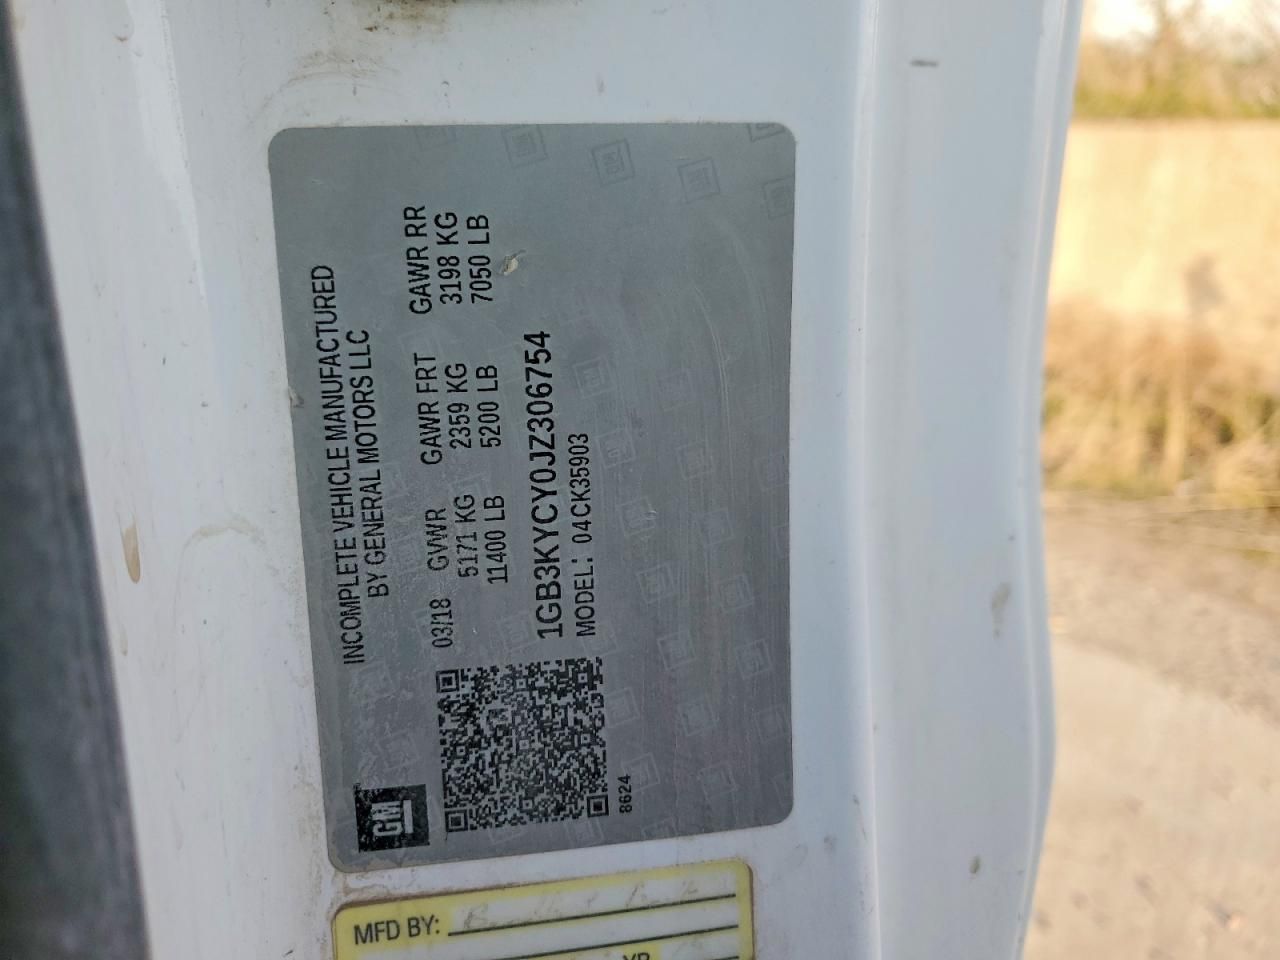 INCOMPLETE VEHICLE MANUFACTURED
BY GENERAL MOTORS LLC
03/18 GVWR GAWR FRT GAWR RR
5171 KG 2359 KG 3198 KG
11400 LB 5200 LB 7050 LB
1GB3KYCY0JZ306754
MODEL: 04CK35903
GM
8624
MFD BY:
YR